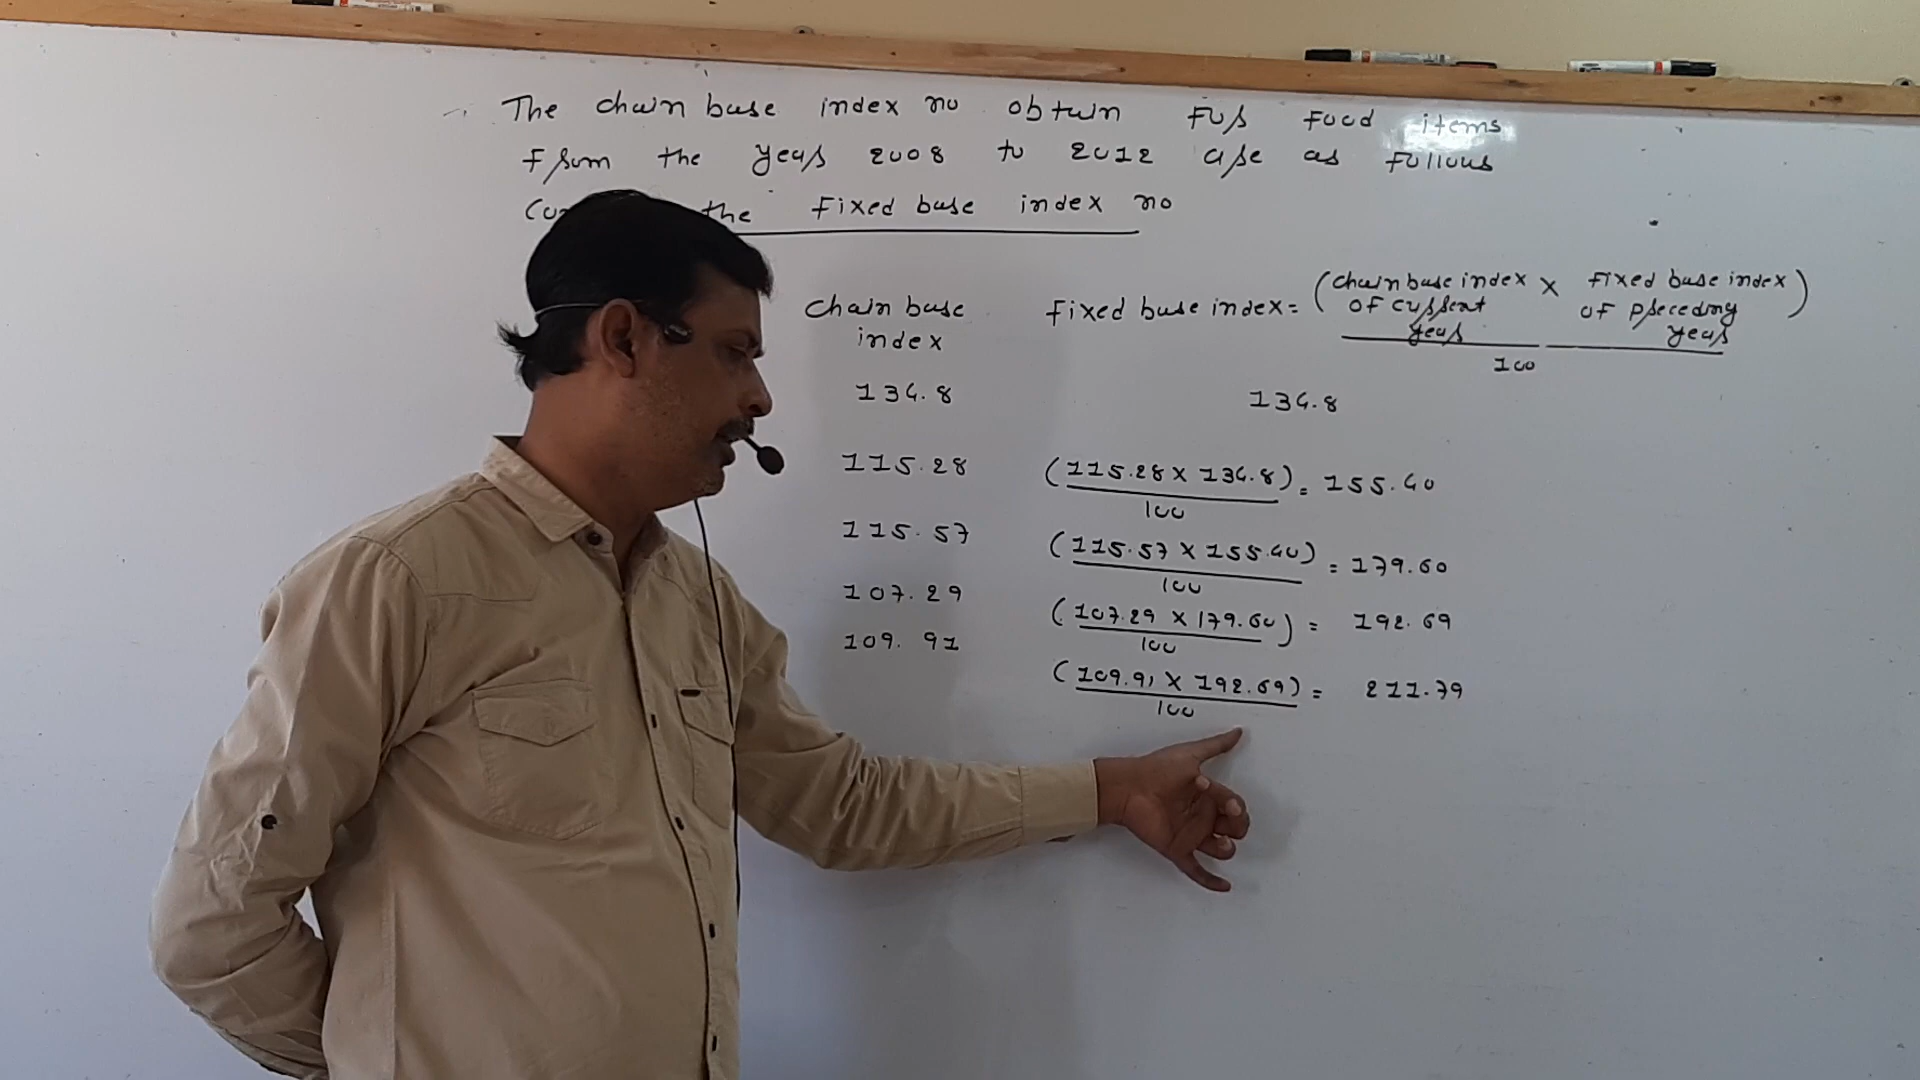 The chain base index no obtain For Food items
From the year 2008 to 2012 are as Follows
the Fixed base index no
Chain base index
Fixed base index = (chain base index of current year × Fixed base index of preceding year)
100
134.8 134.8
115.28 (115.28 × 134.8) = 155.40
100
115.57 (115.57 × 155.40) = 179.60
100
107.29 (107.29 × 179.60) = 192.69
100
109.91 (109.91 × 192.69) = 211.79
100